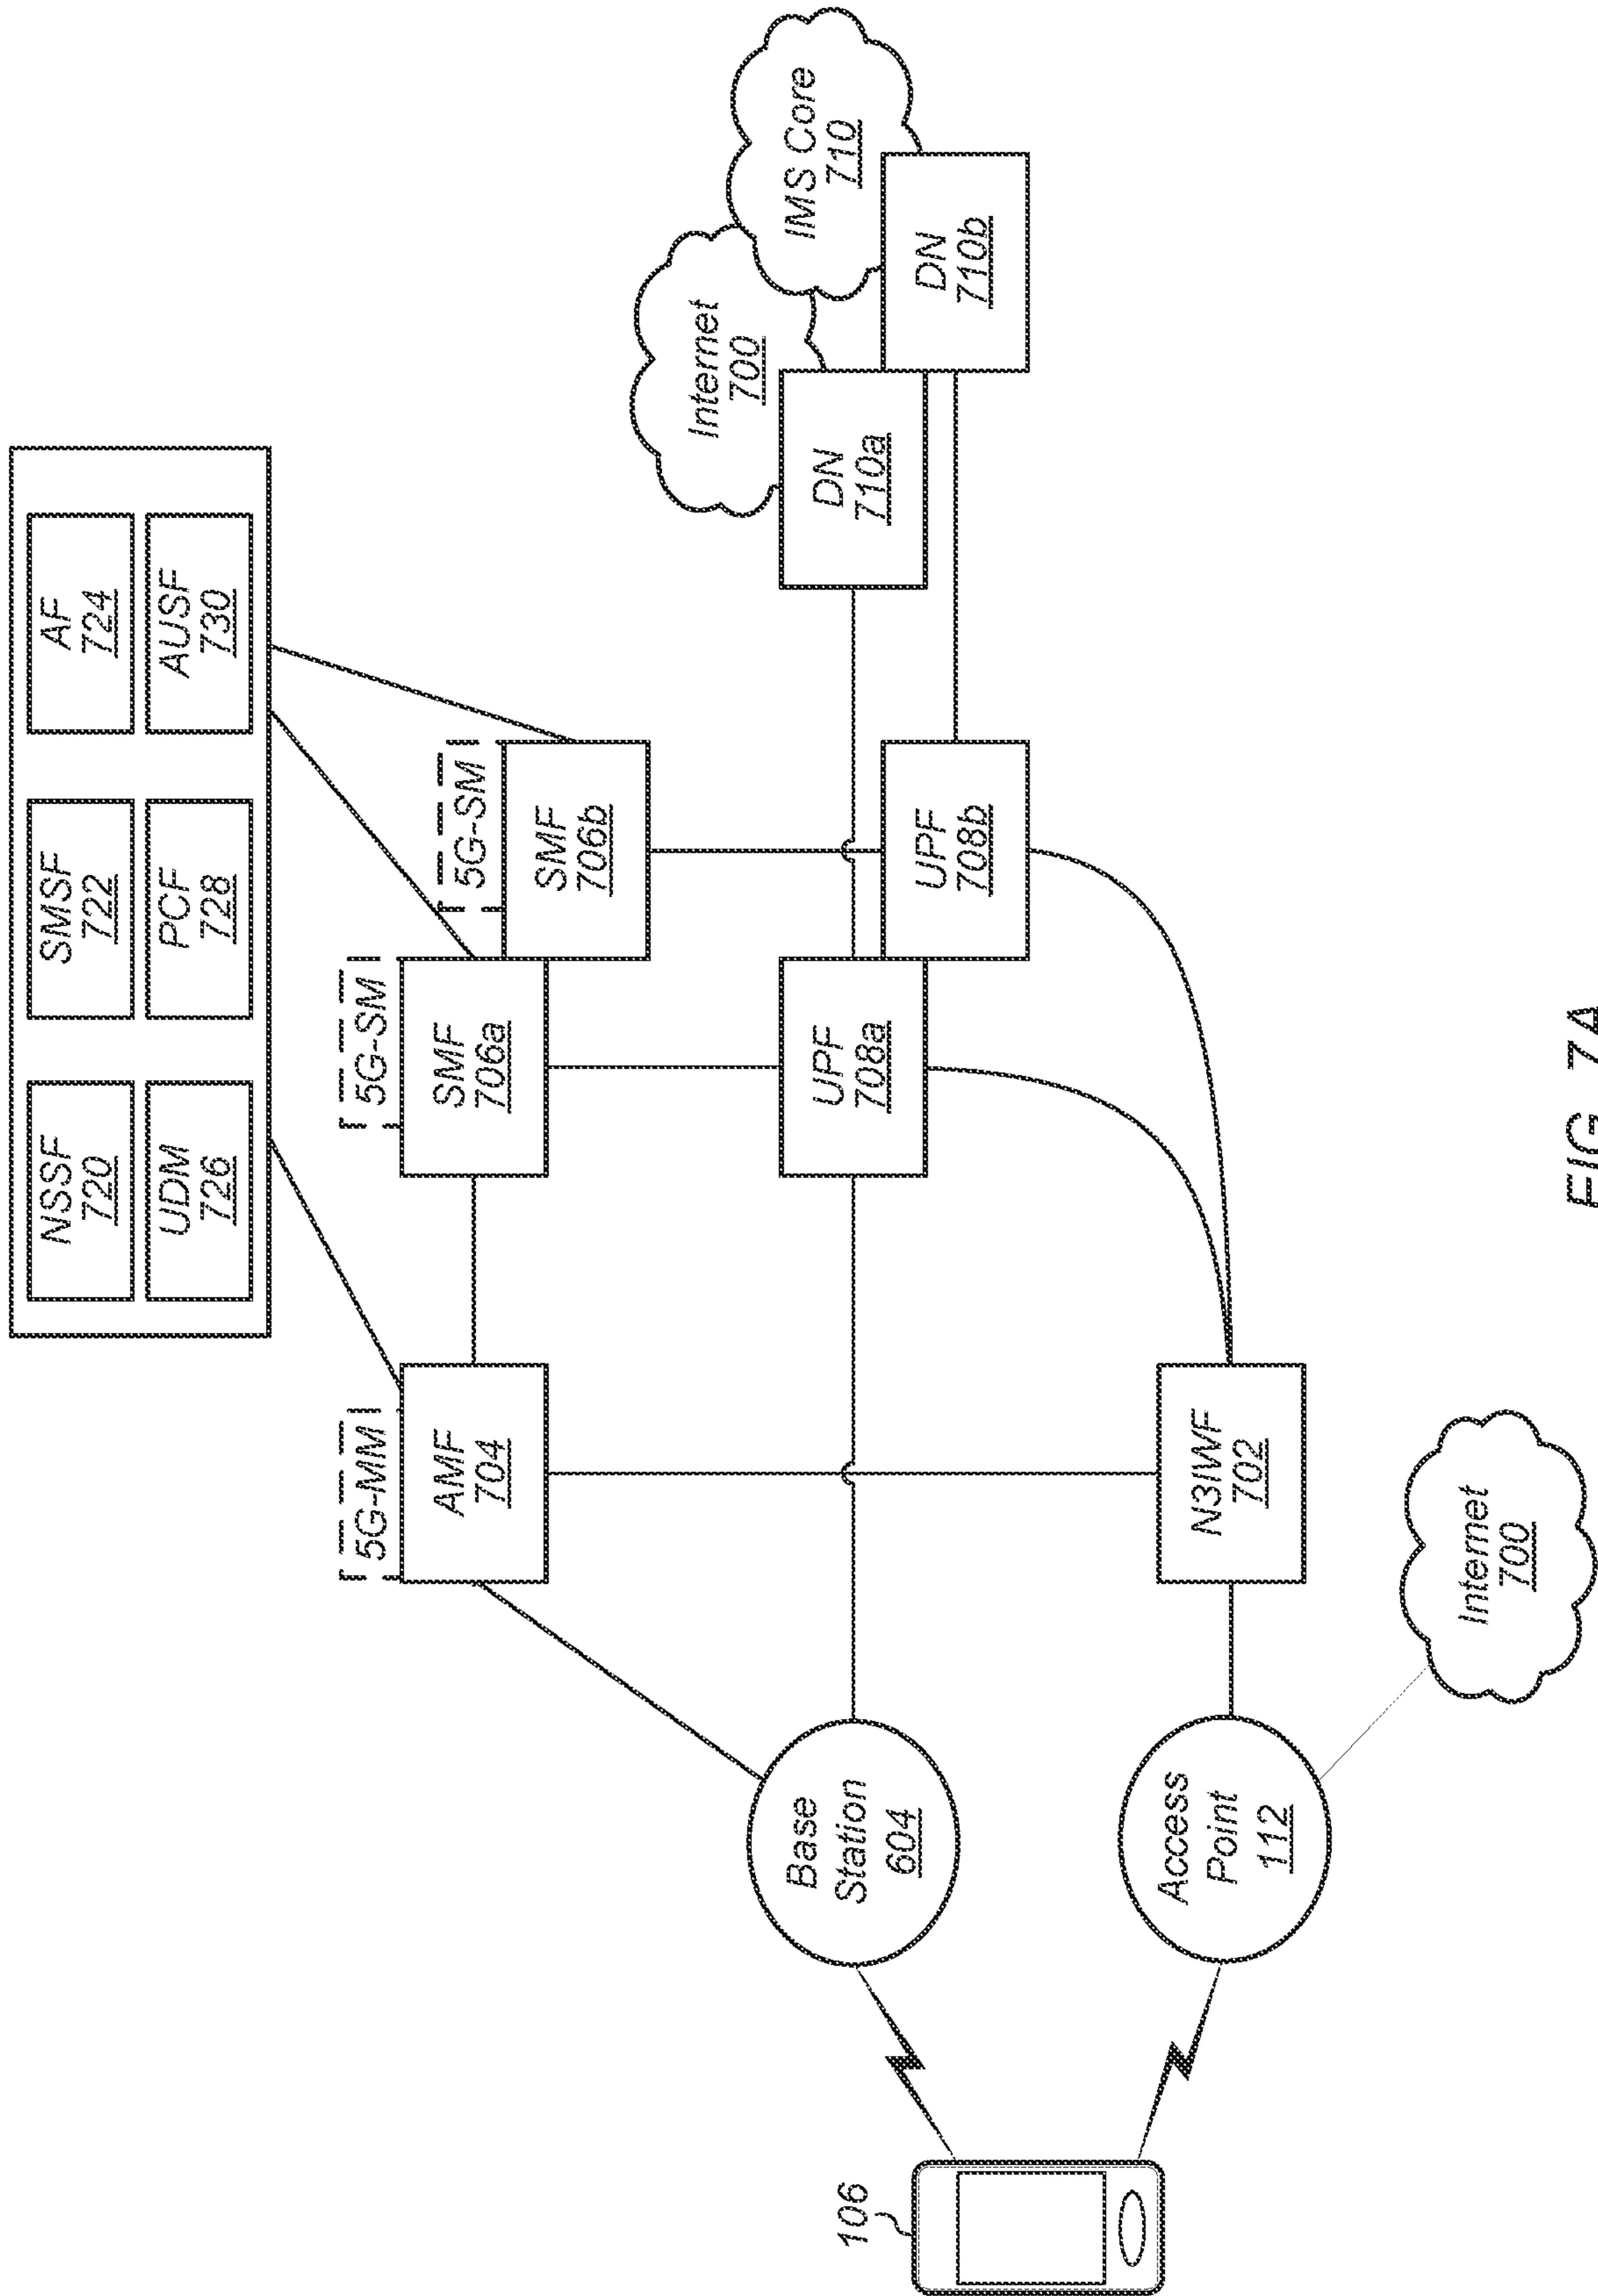 NSSF
720
SMSF
722
AF
724
UDM
726
PCF
728
AUSF
730
5G-MM
AMF
704
5G-SM
SMF
706a
5G-SM
SMF
706b
Internet
700
IMS Core
710
DN
710a
DN
710b
UPF
708a
UPF
708b
106
Base
Station
604
Access
Point
112
N3IWF
702
Internet
700
FIG. 7A